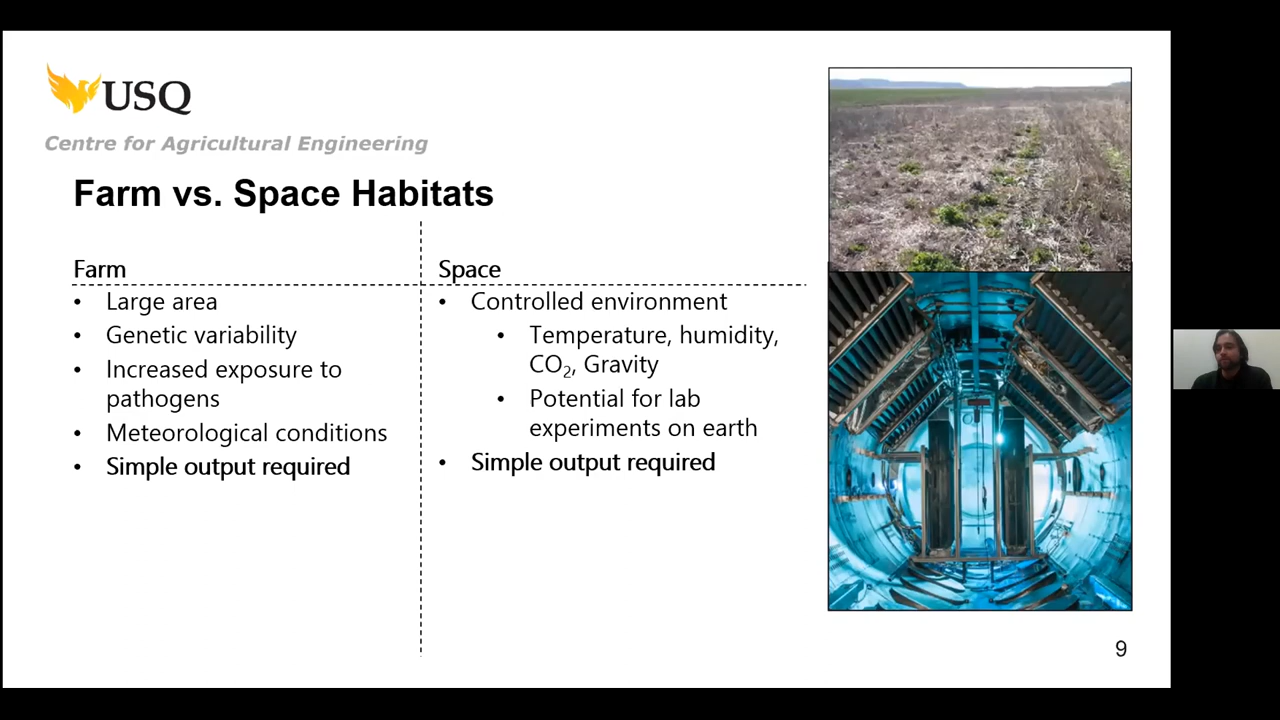 USQ
Centre for Agricultural Engineering
Farm vs. Space Habitats
Farm
• Large area
• Genetic variability
• Increased exposure to
pathogens
• Meteorological conditions
• Simple output required
Space
• Controlled environment
• Temperature, humidity,
CO₂, Gravity
• Potential for lab
experiments on earth
• Simple output required
9